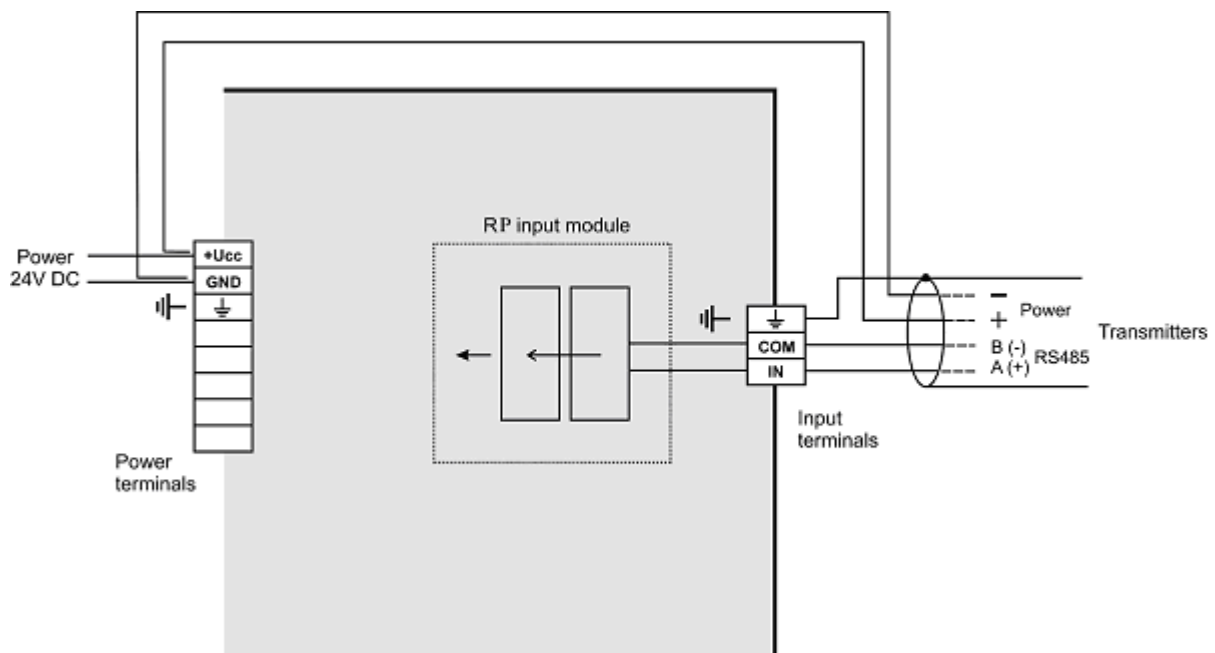 RP input module
Power
24V DC
+Ucc
GND
Power
terminals
COM
IN
Input
terminals
−
+
Power
B (-)
A (+)
RS485
Transmitters